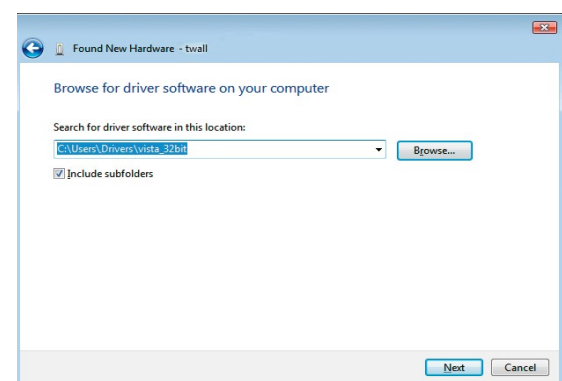 Found New Hardware - twall
Browse for driver software on your computer
Search for driver software in this location:
C:\Users\Drivers\vista_32bit
Browse...
Include subfolders
Next Cancel